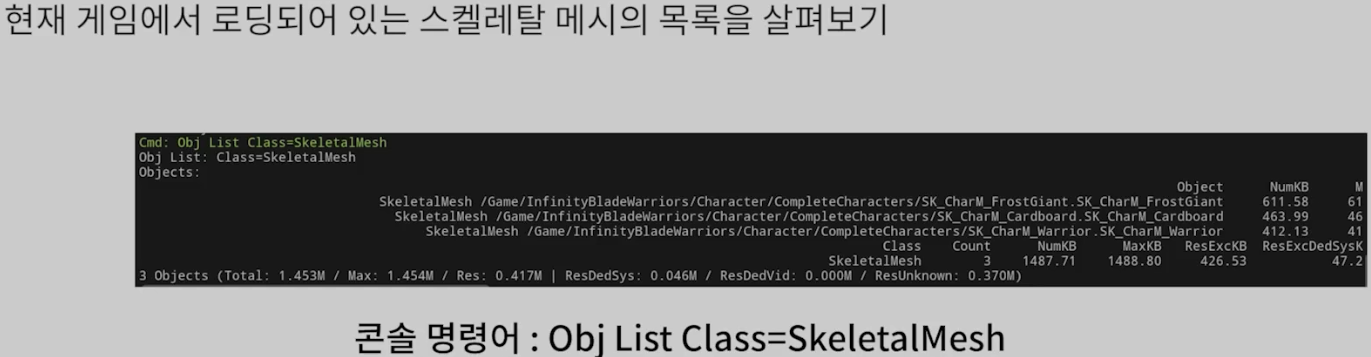 현재 게임에서 로딩되어 있는 스켈레탈 메시의 목록을 살펴보기
Cmd: Obj List Class=SkeletalMesh
Obj List: Class=SkeletalMesh
Objects:
Object NumKB M
SkeletalMesh /Game/InfinityBladeWarriors/Character/CompleteCharacters/SK_CharM_FrostGiant.SK_CharM_FrostGiant 611.58 61
SkeletalMesh /Game/InfinityBladeWarriors/Character/CompleteCharacters/SK_CharM_Cardboard.SK_CharM_Cardboard 463.99 46
SkeletalMesh /Game/InfinityBladeWarriors/Character/CompleteCharacters/SK_CharM_Warrior.SK_CharM_Warrior 412.13 41
Class Count NumKB MaxKB ResExcKB ResExcDedSysK
SkeletalMesh 3 1487.71 1488.80 426.53 47.2
3 Objects (Total: 1.453M / Max: 1.454M / Res: 0.417M | ResDedSys: 0.046M / ResDedVid: 0.000M / ResUnknown: 0.370M)
콘솔 명령어 : Obj List Class=SkeletalMesh